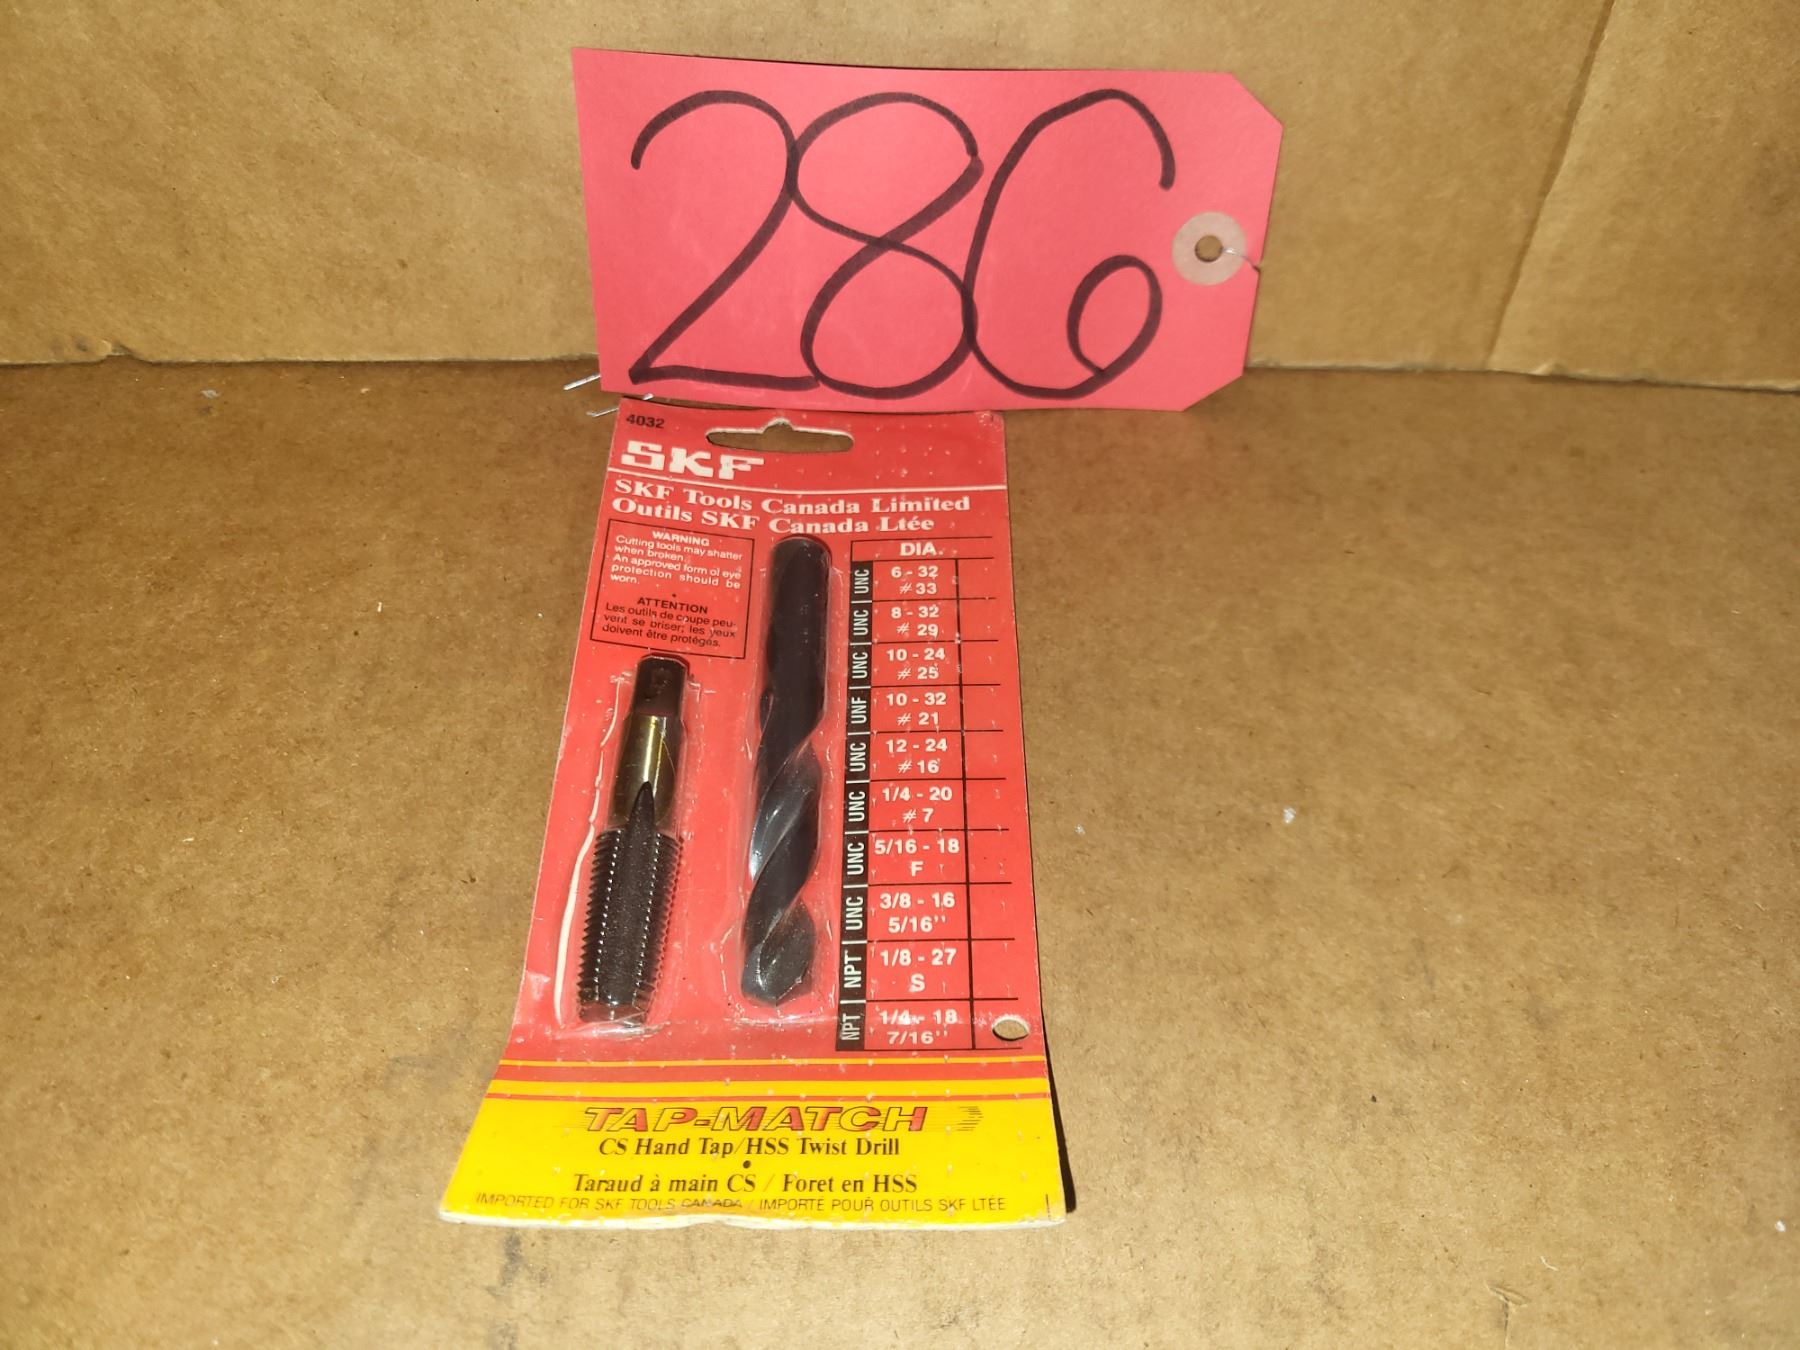 286
4032
SKF
SKF Tools Canada Limited
Outils SKF Canada Ltée
WARNING
Cutting tools may shatter
when broken.
An approved form of eye
protection should be
worn.
ATTENTION
Les outils de coupe peu-
vent se briser; les yeux
doivent être protégés.
DIA.
UNC 6 - 32
# 33
UNC 8 - 32
# 29
UNC 10 - 24
# 25
UNF 10 - 32
# 21
UNC 12 - 24
# 16
UNC 1/4 - 20
# 7
UNC 5/16 - 18
F
UNC 3/8 - 16
5/16"
NPT 1/8 - 27
S
NPT 1/4 - 18
7/16"
TAP-MATCH
CS Hand Tap/HSS Twist Drill
•
Taraud à main CS / Foret en HSS
IMPORTED FOR SKF TOOLS CANADA / IMPORTÉ POUR OUTILS SKF LTÉE